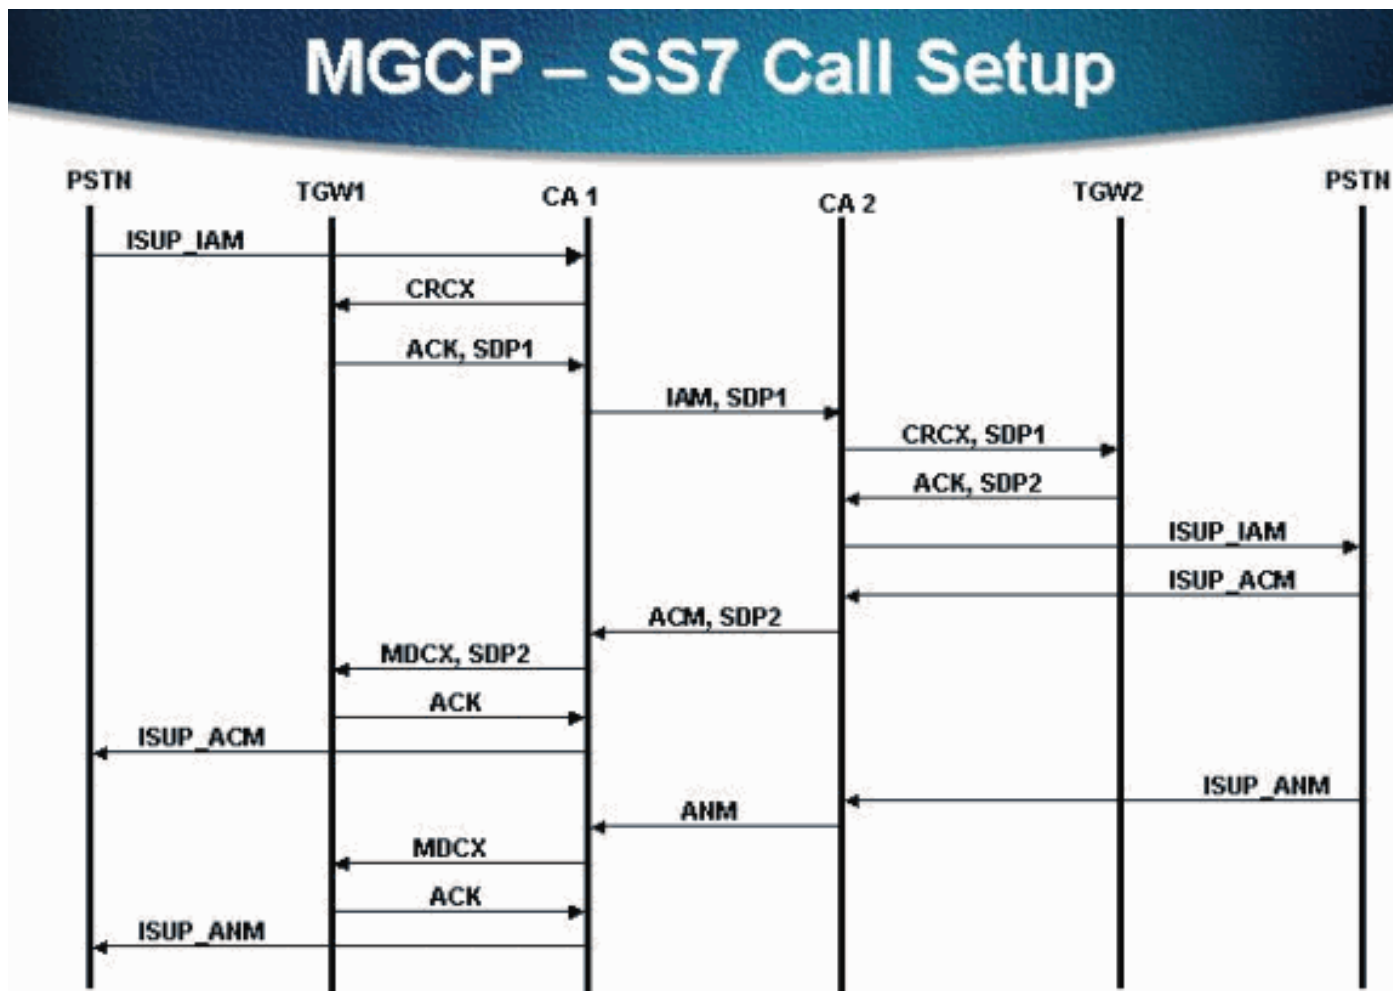 MGCP – SS7 Call Setup
PSTN
TGW1
CA 1
CA 2
TGW2
PSTN
ISUP_IAM
CRCX
ACK, SDP1
IAM, SDP1
CRCX, SDP1
ACK, SDP2
ISUP_IAM
ISUP_ACM
ACM, SDP2
MDCX, SDP2
ACK
ISUP_ACM
ISUP_ANM
ANM
MDCX
ACK
ISUP_ANM